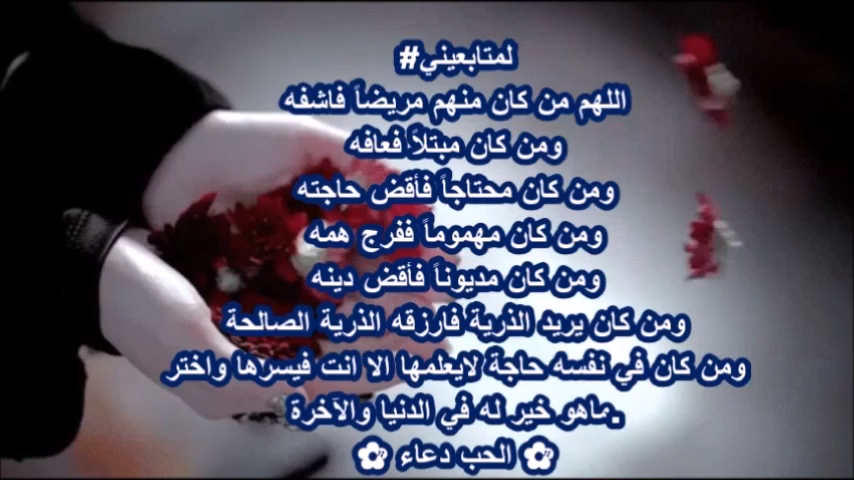 #لمتابعيني
اللهم من كان منهم مريضاً فاشفه
ومن كان مبتلاً فعافه
ومن كان محتاجاً فأقض حاجته
ومن كان مهموماً ففرج همه
ومن كان مديوناً فأقض دينه
ومن كان يريد الذرية فارزقه الذرية الصالحة
ومن كان في نفسه حاجة لايعلمها الا انت فيسرها واختر
ماهو خير له في الدنيا والآخرة.
✿ الحب دعاء ✿